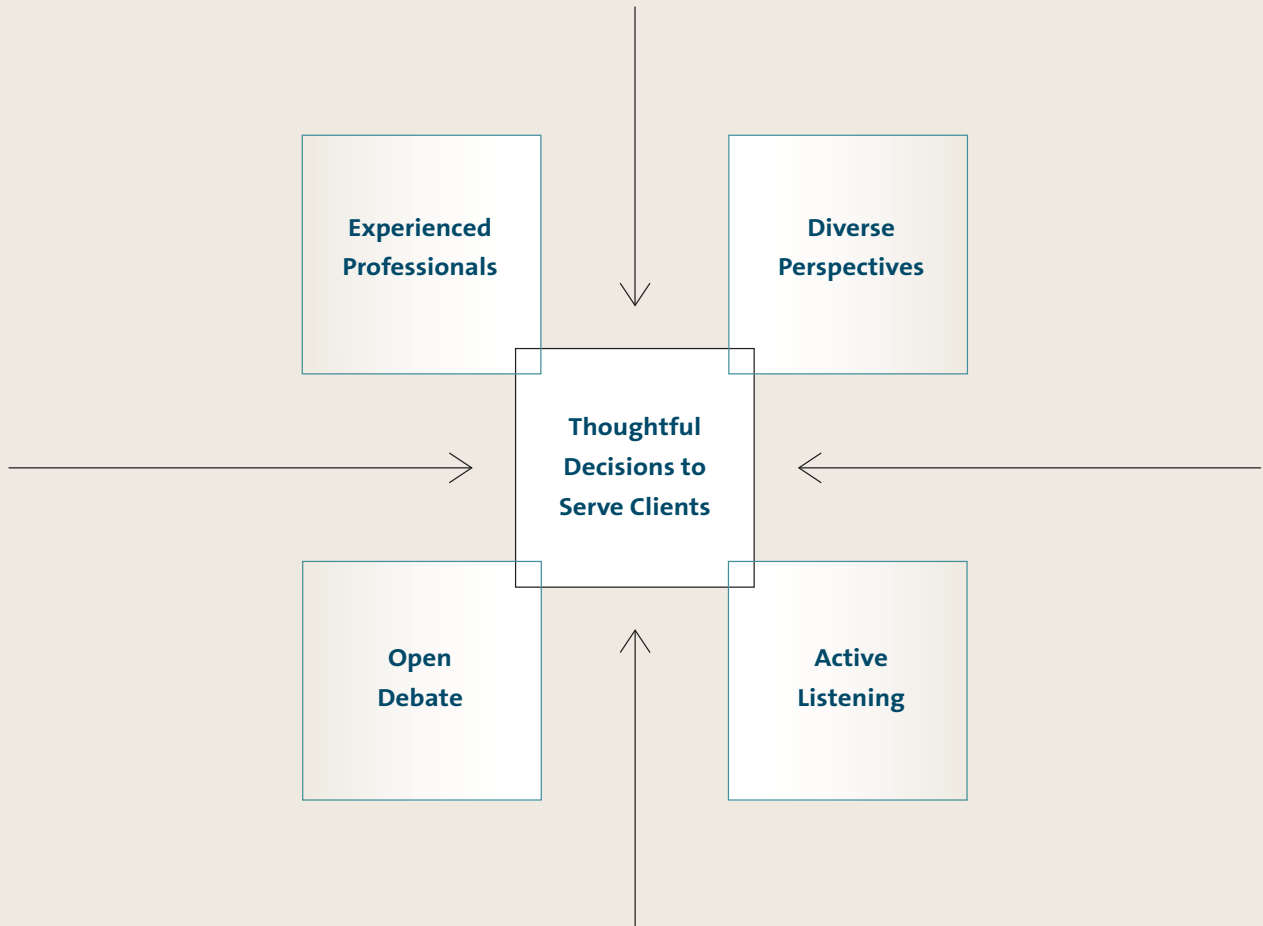 Experienced
Professionals
Diverse
Perspectives
Thoughtful
Decisions to
Serve Clients
Open
Debate
Active
Listening